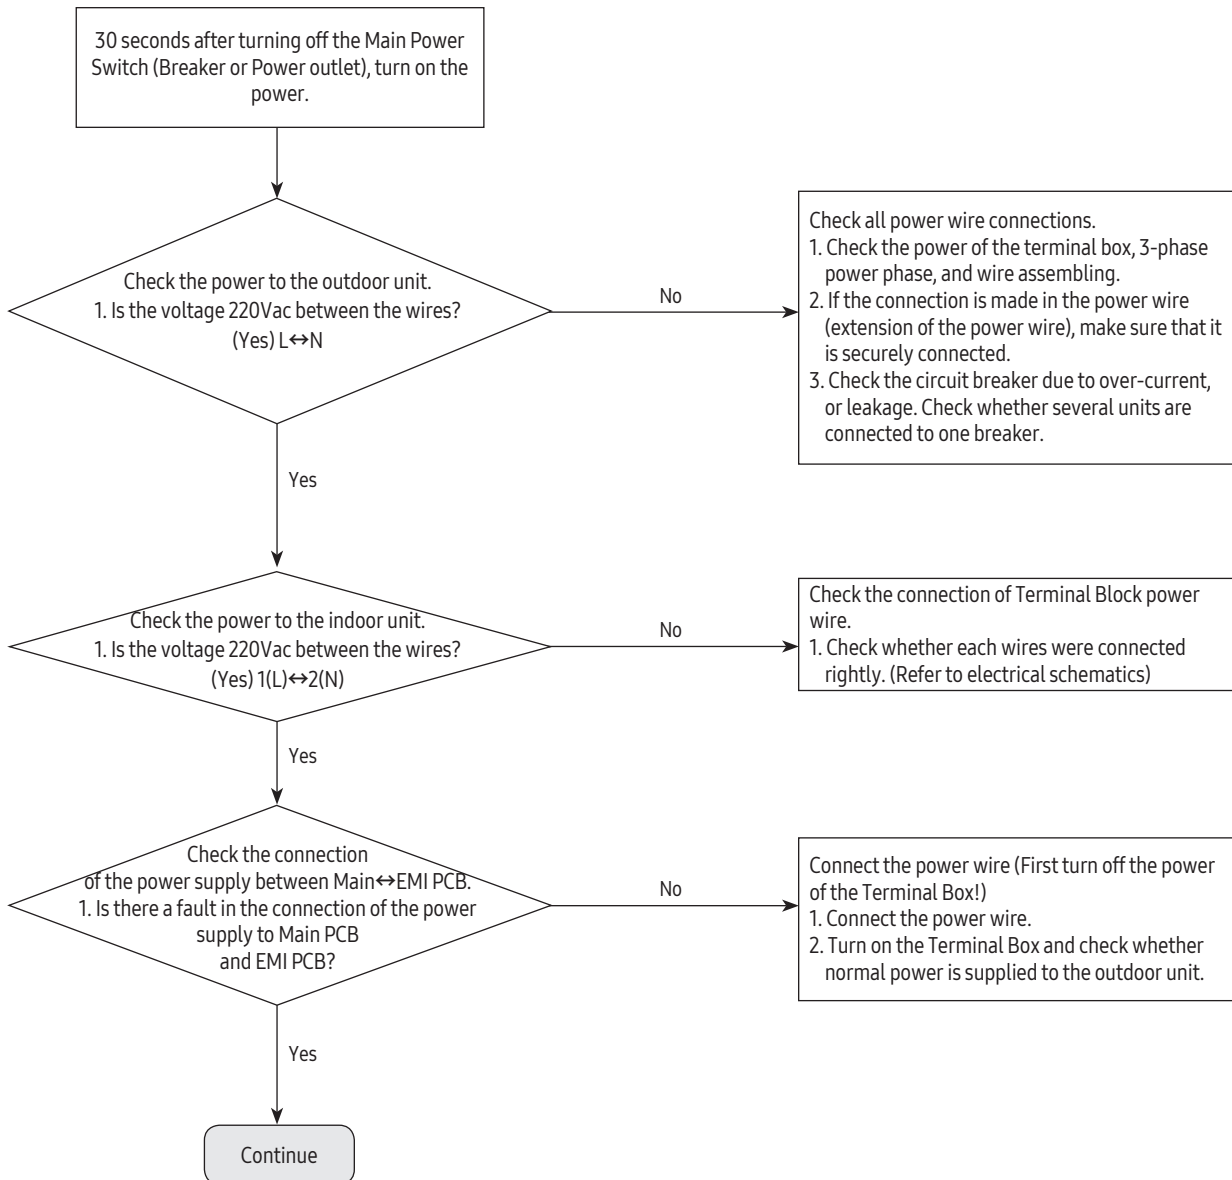 30 seconds after turning off the Main Power
Switch (Breaker or Power outlet), turn on the
power.
Check the power to the outdoor unit.
1. Is the voltage 220Vac between the wires?
(Yes) L↔N
No
Check all power wire connections.
1. Check the power of the terminal box, 3-phase
power phase, and wire assembling.
2. If the connection is made in the power wire
(extension of the power wire), make sure that it
is securely connected.
3. Check the circuit breaker due to over-current,
or leakage. Check whether several units are
connected to one breaker.
Yes
Check the power to the indoor unit.
1. Is the voltage 220Vac between the wires?
(Yes) 1(L)↔2(N)
No
Check the connection of Terminal Block power
wire.
1. Check whether each wires were connected
rightly. (Refer to electrical schematics)
Yes
Check the connection
of the power supply between Main↔EMI PCB.
1. Is there a fault in the connection of the power
supply to Main PCB
and EMI PCB?
No
Connect the power wire (First turn off the power
of the Terminal Box!)
1. Connect the power wire.
2. Turn on the Terminal Box and check whether
normal power is supplied to the outdoor unit.
Yes
Continue